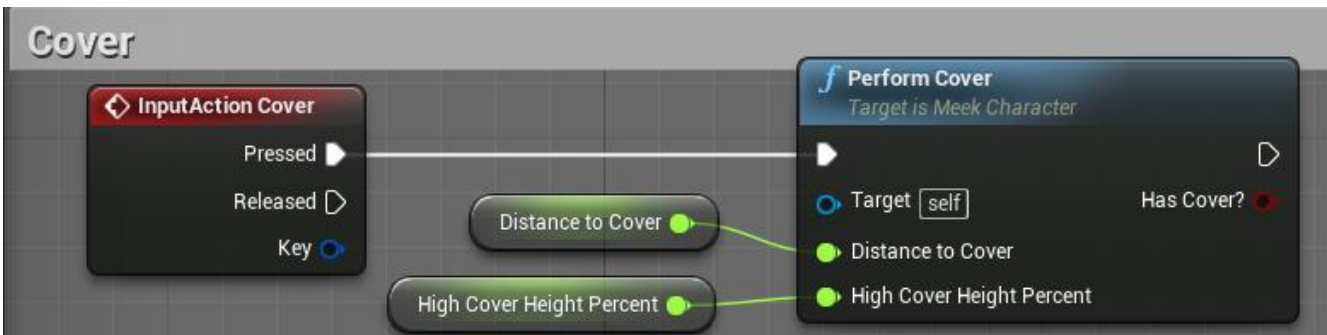 Cover
InputAction Cover
Pressed
Released
Key
Distance to Cover
High Cover Height Percent
f Perform Cover
Target is Meek Character
Target self
Has Cover?
Distance to Cover
High Cover Height Percent